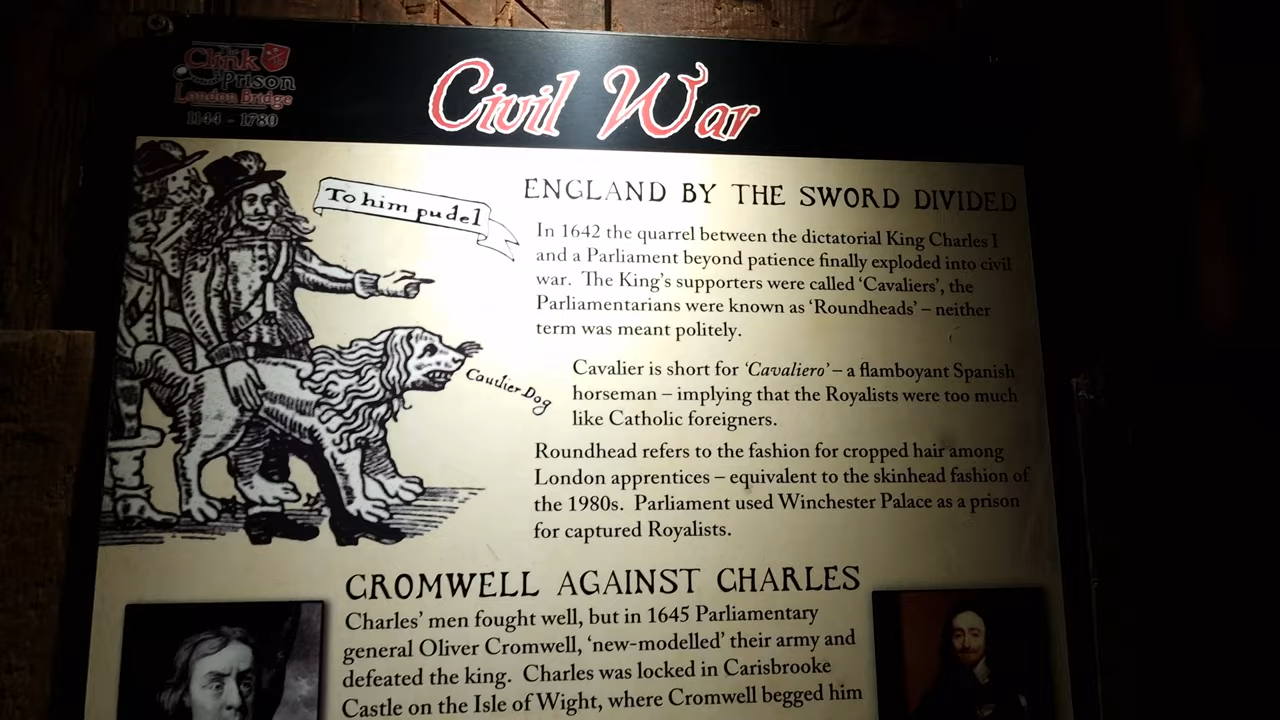 The Clink
Prison
London Bridge
1144 - 1780
Civil War
To him pudel
Cavilier Dog
ENGLAND BY THE SWORD DIVIDED
In 1642 the quarrel between the dictatorial King Charles I
and a Parliament beyond patience finally exploded into civil
war. The King's supporters were called 'Cavaliers', the
Parliamentarians were known as 'Roundheads' – neither
term was meant politely.
Cavalier is short for 'Cavaliero' – a flamboyant Spanish
horseman – implying that the Royalists were too much
like Catholic foreigners.
Roundhead refers to the fashion for cropped hair among
London apprentices – equivalent to the skinhead fashion of
the 1980s. Parliament used Winchester Palace as a prison
for captured Royalists.
CROMWELL AGAINST CHARLES
Charles' men fought well, but in 1645 Parliamentary
general Oliver Cromwell, 'new-modelled' their army and
defeated the king. Charles was locked in Carisbrooke
Castle on the Isle of Wight, where Cromwell begged him